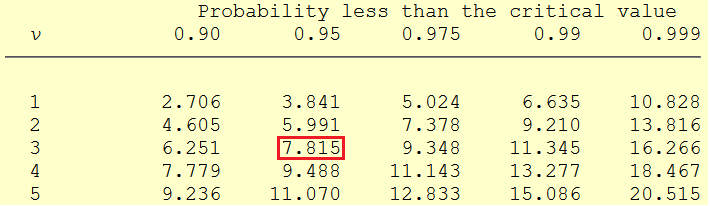 Probability less than the critical value
ν 0.90 0.95 0.975 0.99 0.999
1 2.706 3.841 5.024 6.635 10.828
2 4.605 5.991 7.378 9.210 13.816
3 6.251 7.815 9.348 11.345 16.266
4 7.779 9.488 11.143 13.277 18.467
5 9.236 11.070 12.833 15.086 20.515